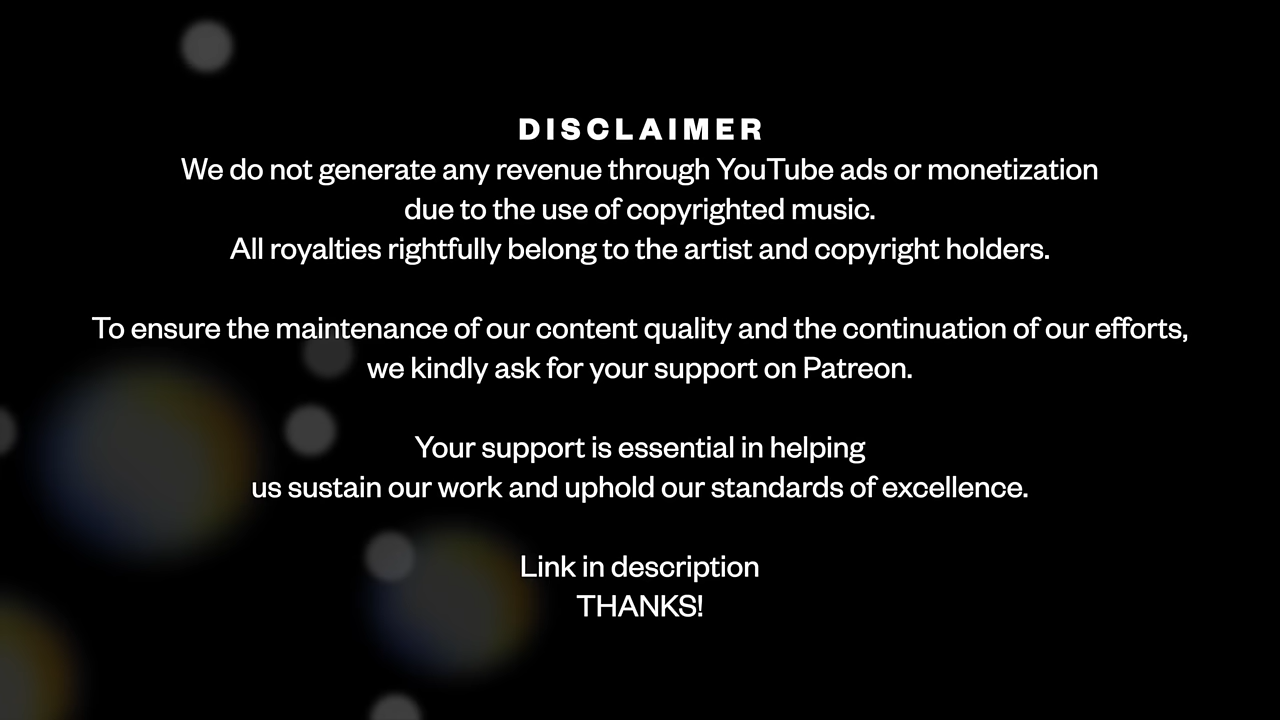 DISCLAIMER
We do not generate any revenue through YouTube ads or monetization
due to the use of copyrighted music.
All royalties rightfully belong to the artist and copyright holders.
To ensure the maintenance of our content quality and the continuation of our efforts,
we kindly ask for your support on Patreon.
Your support is essential in helping
us sustain our work and uphold our standards of excellence.
Link in description
THANKS!